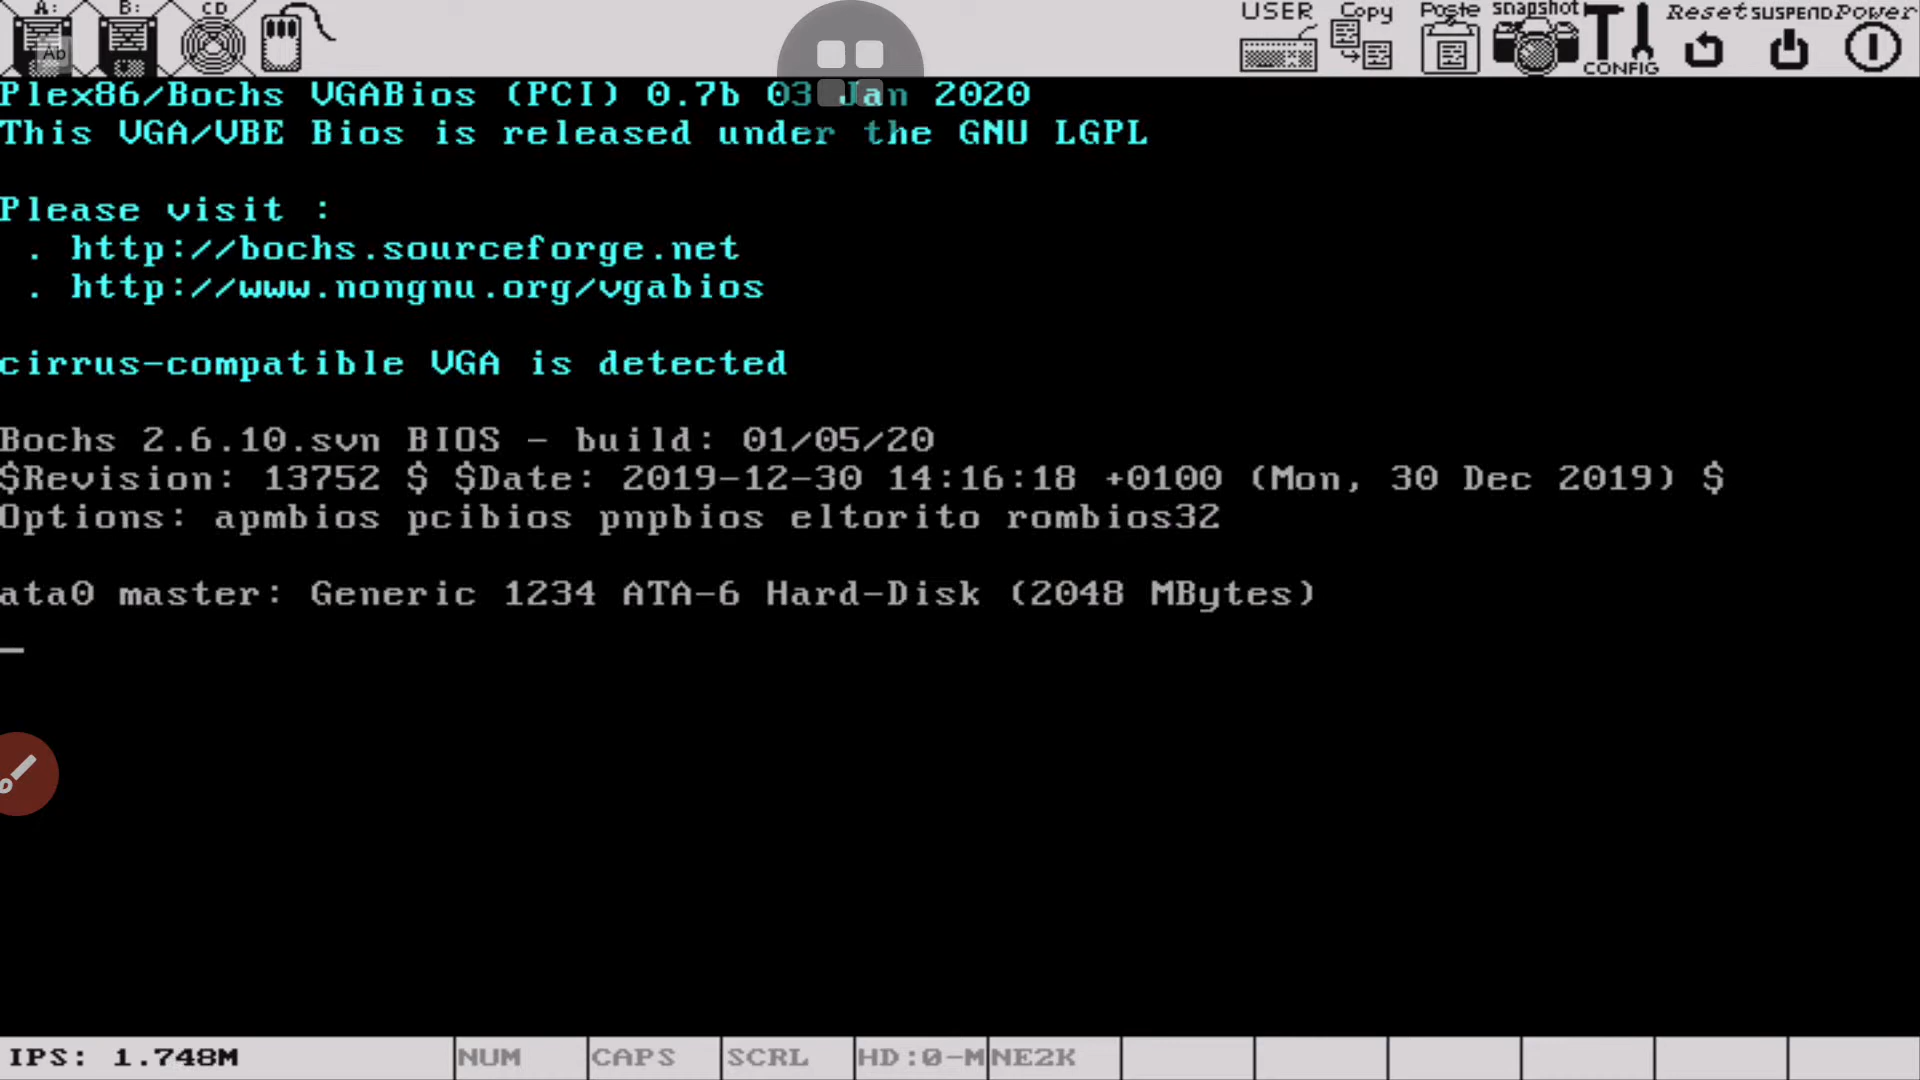 A: B: CD USER Copy Paste snapshot CONFIG Reset SUSPEND Power
Ab
Plex86/Bochs VGABios (PCI) 0.7b 03 Jan 2020
This VGA/VBE Bios is released under the GNU LGPL
Please visit :
. http://bochs.sourceforge.net
. http://www.nongnu.org/vgabios
cirrus-compatible VGA is detected
Bochs 2.6.10.svn BIOS - build: 01/05/20
$Revision: 13752 $ $Date: 2019-12-30 14:16:18 +0100 (Mon, 30 Dec 2019) $
Options: apmbios pcibios pnpbios eltorito rombios32
ata0 master: Generic 1234 ATA-6 Hard-Disk (2048 MBytes)
IPS: 1.748M NUM CAPS SCRL HD:0-M NE2K